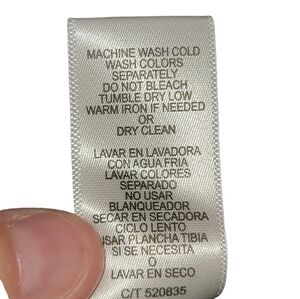 MACHINE WASH COLD
WASH COLORS
SEPARATELY
DO NOT BLEACH
TUMBLE DRY LOW
WARM IRON IF NEEDED
OR
DRY CLEAN
LAVAR EN LAVADORA
CON AGUA FRIA
LAVAR COLORES
SEPARADO
NO USAR
BLANQUEADOR
SECAR EN SECADORA
CICLO LENTO
USAR PLANCHA TIBIA
SI SE NECESITA
O
LAVAR EN SECO
C/T 520835